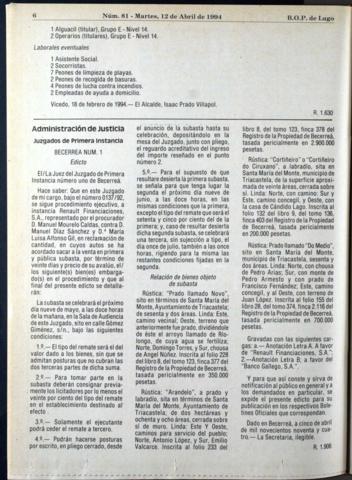 6
Núm. 81 - Martes, 12 de Abril de 1994
B.O.P. de Lugo
1 Alguacil (titular), Grupo E - Nivel 14.
2 Operarios (titulares), Grupo E - Nivel 14.
Laborales eventuales
1 Asistente Social.
2 Socorristas.
7 Peones de limpieza de playas.
7 Peones de recogida de basuras.
4 Peones de lucha contra incendios.
2 Empleadas de ayuda a domicilio.
Vicedo, 18 de febrero de 1994.— El Alcalde, Isaac Prado Villapol.
R. 1.630
Administración de Justicia
Juzgados de Primera Instancia
BECERREA NUM. 1
Edicto
El/La Juez del Juzgado de Primera
Instancia número uno de Becerreá.
Hace saber: Que en este Juzgado
de mi cargo, bajo el número 0137/92,
se sigue procedimiento ejecutivo, a
instancia Renault Financiaciones,
S.A., representado por el procurador
D. Manuel Mourelo Caldas, contra D.
Manuel Díaz Sánchez y D.ª María
Luisa Alfonso Gil, en reclamación de
cantidad, en cuyos autos se ha
acordado sacar a la venta en primera
y pública subasta, por término de
veinte días y precio de su avalúo, el/
los siguiente(s) bien(es) embarga-
do(s) en el procedimiento y que al
final del presente edicto se detalla-
rán:
La subasta se celebrará el próximo
día nueve de mayo, a las doce horas
de la mañana, en la Sala de Audiencia
de este Juzgado, sito en calle Gómez
Giménez, s/n., bajo las siguientes
condiciones:
1.ª— El tipo del remate será el del
valor dado a los bienes, sin que se
admitan posturas que no cubran las
dos terceras partes de dicha suma.
2.ª— Para tomar parte en la
subasta deberán consignar previa-
mente los licitadores por lo menos el
veinte por ciento del tipo del remate
en el establecimiento destinado al
efecto
3.ª— Solamente el ejecutante
podrá ceder el remate a tercero.
4.ª— Podrán hacerse posturas
por escrito, en pliego cerrado, desde
el anuncio de la subasta hasta su
celebración, depositándolo en la
mesa del Juzgado, junto con pliego,
el resguardo acreditativo del ingreso
del importe reseñado en el punto
número 2.
5.ª— Para el supuesto de que
resultare desierta la primera subasta,
se señala para que tenga lugar la
segunda el próximo día nueve de
junio, a las doce horas, en las
mismas condiciones que la primera,
excepto el tipo de remate que será el
setenta y cinco por ciento de la
primera; y, caso de resultar desierta
dicha segunda subasta, se celebrará
una tercera, sin sujeción a tipo, el
día once de julio, también a las once
horas, rigiendo para la misma las
restantes condiciones fijadas en la
segunda.
Relación de bienes objeto
de subasta
Rústica: "Prado llamado Novo",
sito en términos de Santa María del
Monte, Ayuntamiento de Triacastela;
de sesenta y dos áreas. Linda: Este,
camino vecinal; Oeste, terreno que
anteriormente fue prado, dividiéndole
de éste el arroyo llamado de Rio-
longo, de cuya agua se fertiliza;
Norte, Domingo Torres, y Sur, chousa
de Angel Núñez. Inscrita al folio 228
del libro 8, del tomo 123, finca 377 del
Registro de la Propiedad de Becerreá,
tasada pericialmente en 350.000
pesetas.
Rústica: "Arandelo", a prado y
labradío, sita en términos de Santa
María del Monte, Ayuntamiento de
Triacastela; de dos hectáreas y
ochenta y ocho áreas, cerrada sobre
sí de muro. Linda: Este Y Oeste,
caminos para servicio del pueblo;
Norte, Antonio López, y Sur, Emilio
Valcarce. Inscrita al folio 233 del
libro 8, del tomo 123, finca 378 del
Registro de la Propiedad de Becerreá,
tasada pericialmente en 2.900.000
pesetas.
Rústica: "Cortiñeiro" o "Cortiñeiro
do Ciruxano", a labradío, sita en
Santa María del Monte, municipio de
Triacastela, de la superficie aproxi-
mada de veinte áreas, cerrada sobre
sí. Linda: Norte, con camino; Sur y
Este, camino concejil, y Oeste, con
la casa de Cándido Lago. Inscrita al
folio 132 del libro 9, del tomo 136,
finca 403 del Registro de la Propiedad
de Becerreá, tasada pericialmente
en 200.000 pesetas.
Rústica: Prado llamado "Do Medio",
sito en Santa María del Monte,
municipio de Triacastela, sesenta y
dos áreas. Linda: Norte, con chousa
de Pedro Arias; Sur, con monte de
Pedro Armesto y con prado de
Francisco Fernández; Este, camino
concegil, y al Oeste, con terreno de
Juan López. Inscrita al folio 155 del
libro 28, del tomo 374, finca 2.116 del
Registro de la Propiedad de Becerreá,
tasada pericialmente en 700.000
pesetas.
Gravadas con las siguientes car-
gas: a.— Anotación Letra A. A favor
de "Renault Financiaciones, S.A.";
2.—Anotación Letra B, a favor del
"Banco Gallego, S.A.".
Y para que así conste y sirva de
notificación al público en general y a
los demandados en particular, se
expide el presente edicto para su
publicación en los respectivos Bole-
tines Oficiales que correspondan.
Dado en Becerreá, a cinco de abril
de mil novecientos noventa y cua-
tro.— La Secretaria, ilegible.
R. 1.906